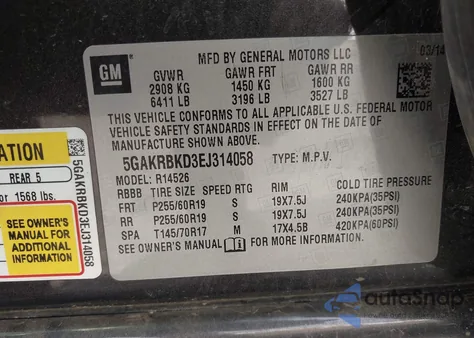 GM
MFD BY GENERAL MOTORS LLC
03/14
GVWR GAWR FRT GAWR RR
2908 KG 1450 KG 1600 KG
6411 LB 3196 LB 3527 LB
THIS VEHICLE CONFORMS TO ALL APPLICABLE U.S. FEDERAL MOTOR
VEHICLE SAFETY STANDARDS IN EFFECT ON THE DATE OF
MANUFACTURE SHOWN ABOVE.
5GAKRBKD3EJ314058 TYPE: M.P.V.
MODEL: R14526
RBBB TIRE SIZE SPEED RTG RIM COLD TIRE PRESSURE
FRT P255/60R19 S 19X7.5J 240KPA(35PSI)
RR P255/60R19 S 19X7.5J 240KPA(35PSI)
SPA T145/70R17 M 17X4.5B 420KPA(60PSI)
SEE OWNER'S MANUAL FOR MORE INFORMATION.
ATION
REAR 5
r 1568 lbs.
SEE OWNER'S
MANUAL FOR
ADDITIONAL
INFORMATION
5GAKRBKD3EJ314058
autoSnap